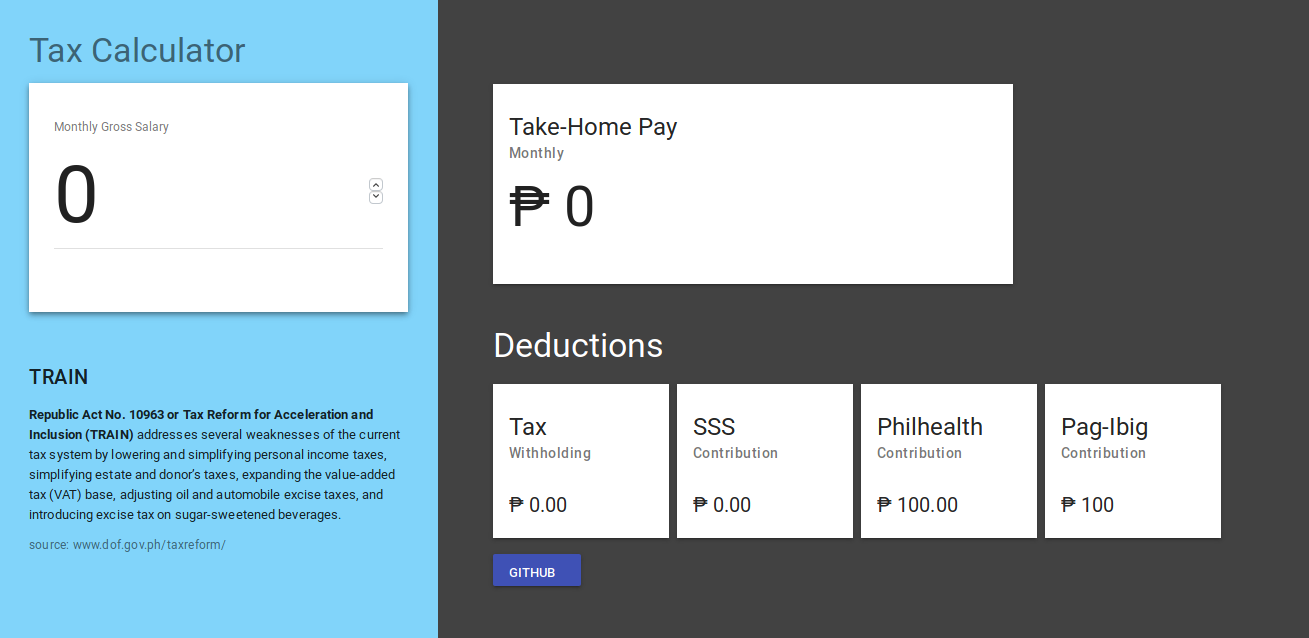 Tax Calculator
Monthly Gross Salary
0
TRAIN
Republic Act No. 10963 or Tax Reform for Acceleration and
Inclusion (TRAIN) addresses several weaknesses of the current
tax system by lowering and simplifying personal income taxes,
simplifying estate and donor's taxes, expanding the value-added
tax (VAT) base, adjusting oil and automobile excise taxes, and
introducing excise tax on sugar-sweetened beverages.
source: www.dof.gov.ph/taxreform/
Take-Home Pay
Monthly
₱ 0
Deductions
Tax
Withholding
₱ 0.00
SSS
Contribution
₱ 0.00
Philhealth
Contribution
₱ 100.00
Pag-Ibig
Contribution
₱ 100
GITHUB